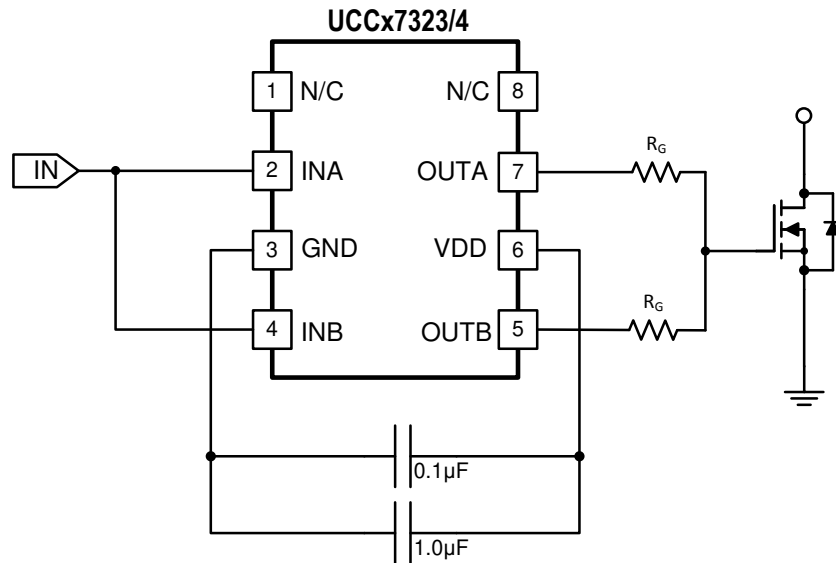 UCCx7323/4
1 N/C N/C 8
IN 2 INA OUTA 7 RG
3 GND VDD 6
4 INB OUTB 5 RG
0.1µF
1.0µF